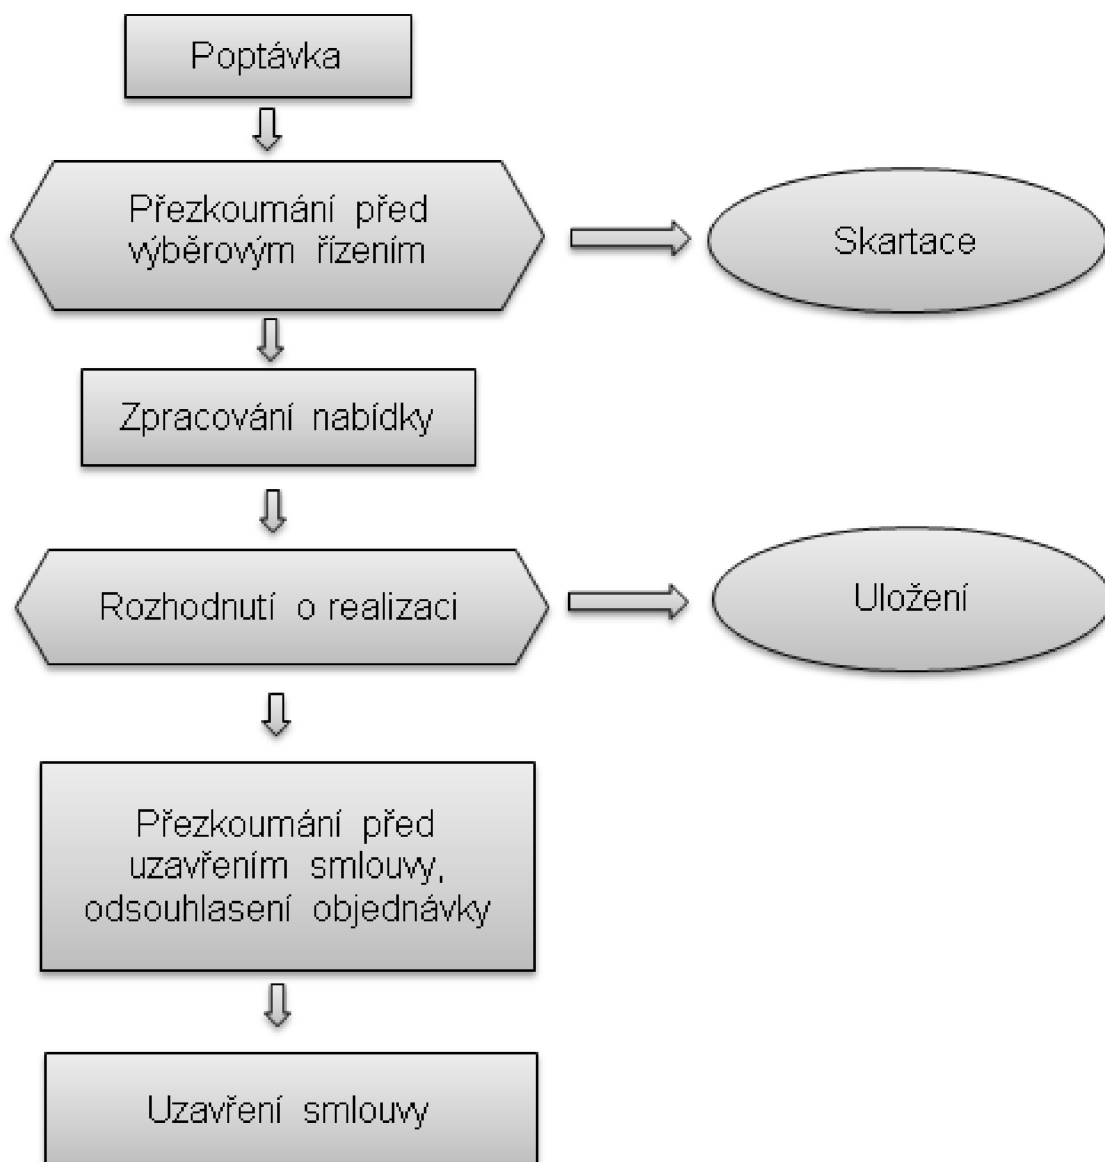 Poptávka
Přezkoumání před
výběrovým řízením
Skartace
Zpracování nabídky
Rozhodnutí o realizaci
Uložení
Přezkoumání před
uzavřením smlouvy,
odsouhlasení objednávky
Uzavření smlouvy